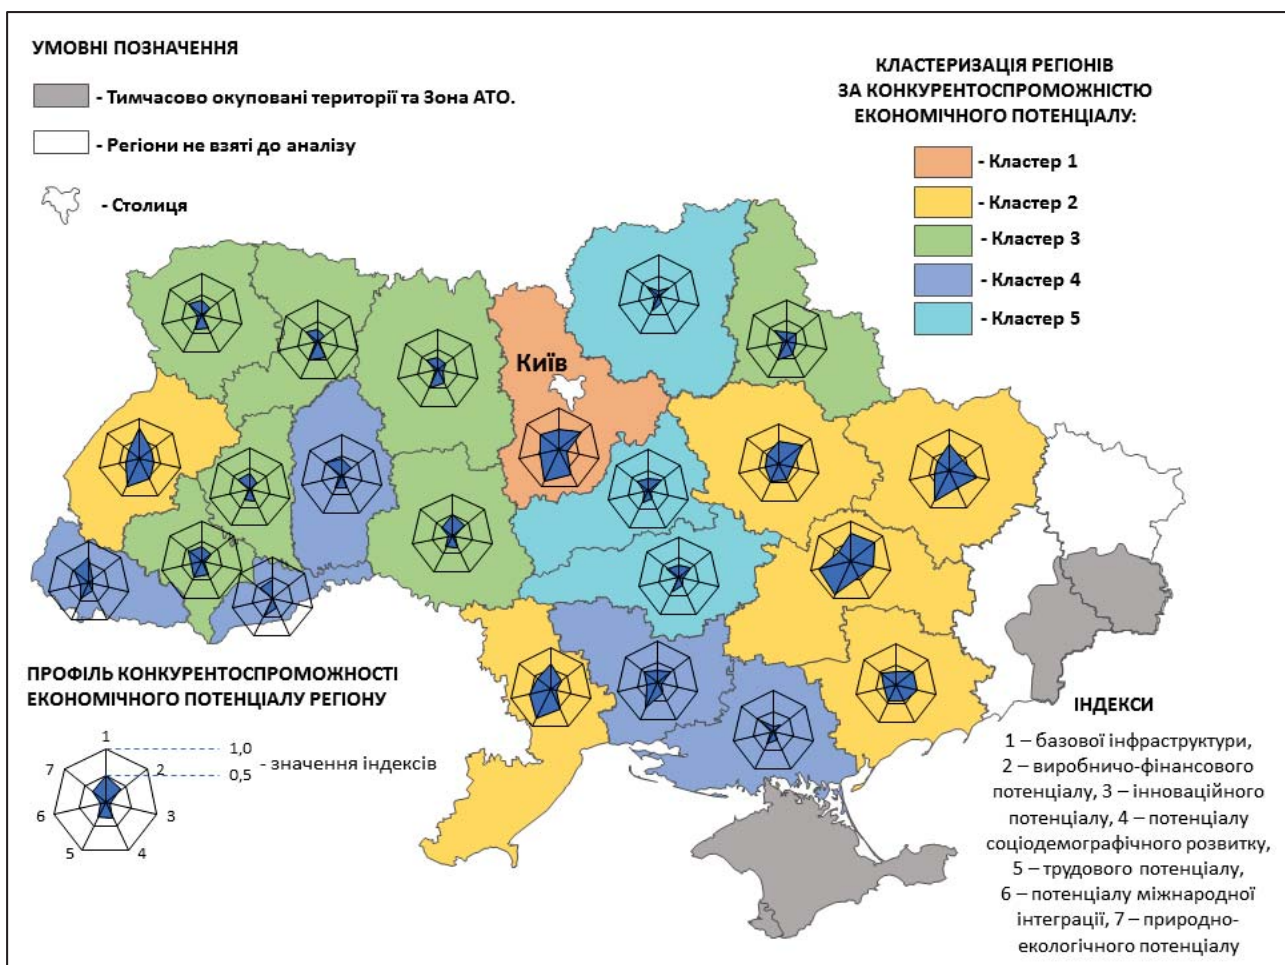 УМОВНІ ПОЗНАЧЕННЯ
- Тимчасово окуповані території та Зона АТО.
- Регіони не взяті до аналізу
- Столиця
КЛАСТЕРИЗАЦІЯ РЕГІОНІВ
ЗА КОНКУРЕНТОСПРОМОЖНІСТЮ
ЕКОНОМІЧНОГО ПОТЕНЦІАЛУ:
- Кластер 1
- Кластер 2
- Кластер 3
- Кластер 4
- Кластер 5
Київ
ПРОФІЛЬ КОНКУРЕНТОСПРОМОЖНОСТІ
ЕКОНОМІЧНОГО ПОТЕНЦІАЛУ РЕГІОНУ
1
2
3
4
5
6
7
1,0
0,5
- значення індексів
ІНДЕКСИ
1 – базової інфраструктури,
2 – виробничо-фінансового
потенціалу, 3 – інноваційного
потенціалу, 4 – потенціалу
соціодемографічного розвитку,
5 – трудового потенціалу,
6 – потенціалу міжнародної
інтеграції, 7 – природно-
екологічного потенціалу